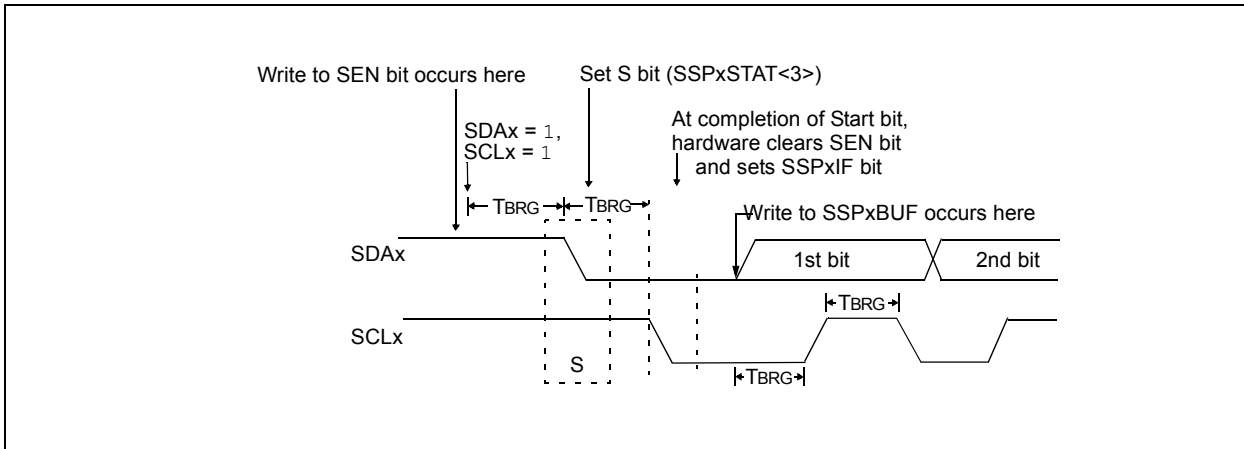 Write to SEN bit occurs here
Set S bit (SSPxSTAT<3>)
SDAx = 1,
SCLx = 1
At completion of Start bit,
hardware clears SEN bit
and sets SSPxIF bit
TBRG
TBRG
Write to SSPxBUF occurs here
SDAx
1st bit
2nd bit
TBRG
SCLx
S
TBRG